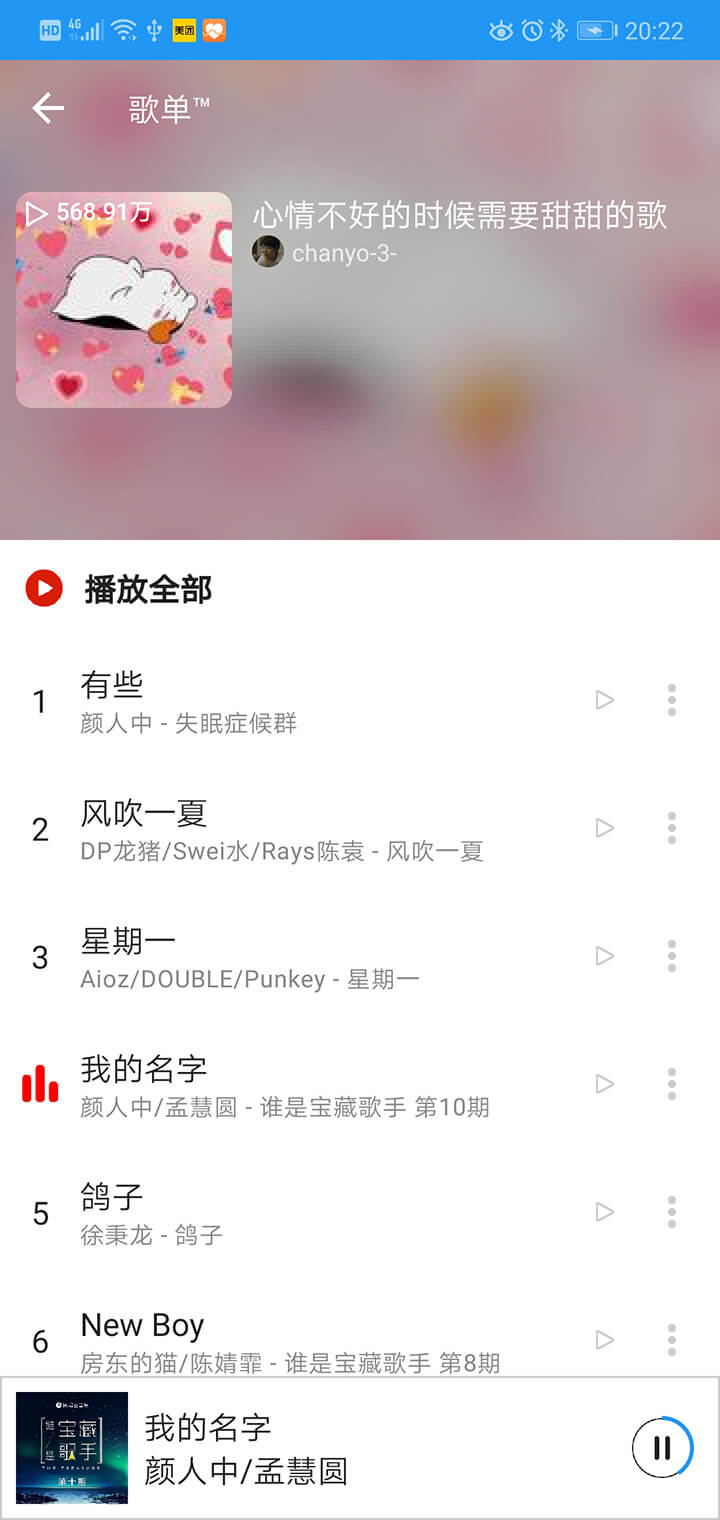 HD 4G 美团 20:22
歌单™
568.91万
心情不好的时候需要甜甜的歌
chanyo-3-
播放全部
1 有些
颜人中 - 失眠症候群
2 风吹一夏
DP龙猪/Swei水/Rays陈袁 - 风吹一夏
3 星期一
Aioz/DOUBLE/Punkey - 星期一
我的名字
颜人中/孟慧圆 - 谁是宝藏歌手 第10期
5 鸽子
徐秉龙 - 鸽子
6 New Boy
房东的猫/陈婧霏 - 谁是宝藏歌手 第8期
谁是
宝藏
歌手
THE TREASURE
第十期
我的名字
颜人中/孟慧圆